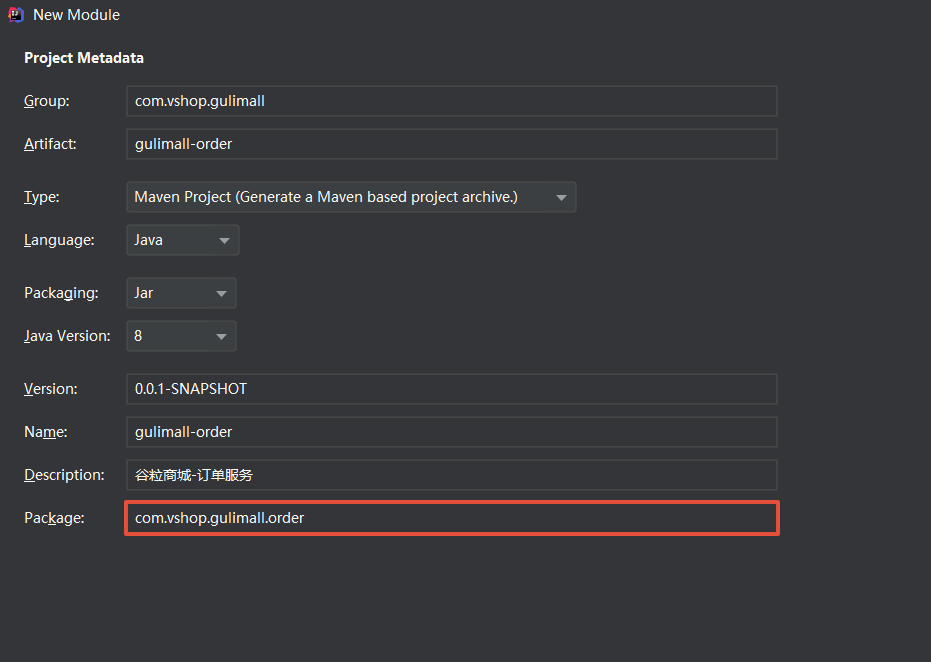 New Module
Project Metadata
Group: com.vshop.gulimall
Artifact: gulimall-order
Type: Maven Project (Generate a Maven based project archive.)
Language: Java
Packaging: Jar
Java Version: 8
Version: 0.0.1-SNAPSHOT
Name: gulimall-order
Description: 谷粒商城-订单服务
Package: com.vshop.gulimall.order